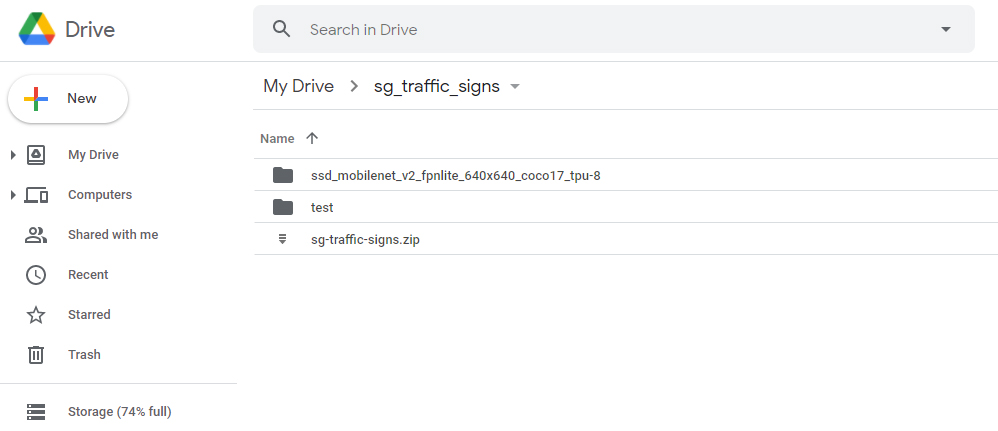 Drive
Search in Drive
New
My Drive
Computers
Shared with me
Recent
Starred
Trash
Storage (74% full)
My Drive > sg_traffic_signs
Name
ssd_mobilenet_v2_fpnlite_640x640_coco17_tpu-8
test
sg-traffic-signs.zip